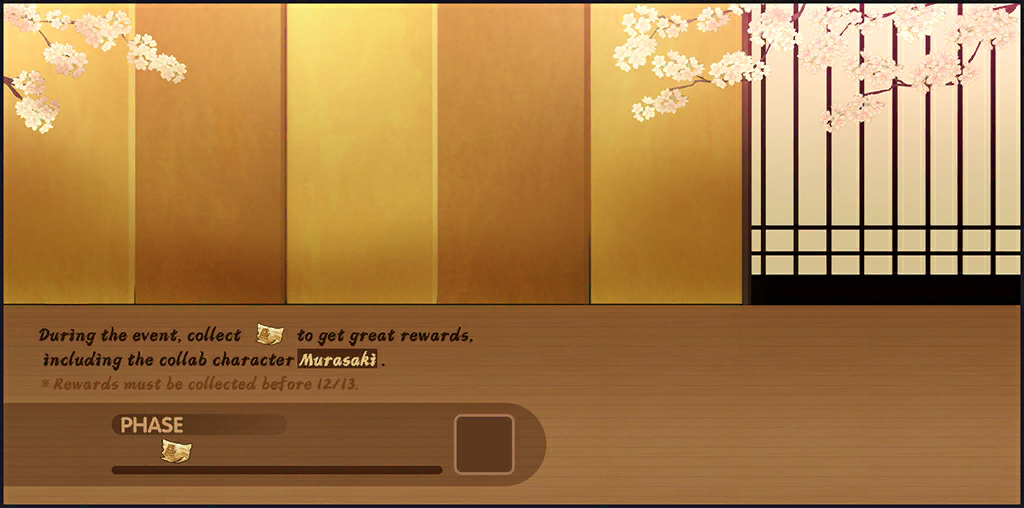 During the event, collect to get great rewards,
including the collab character Murasaki.
※Rewards must be collected before 12/13.
PHASE